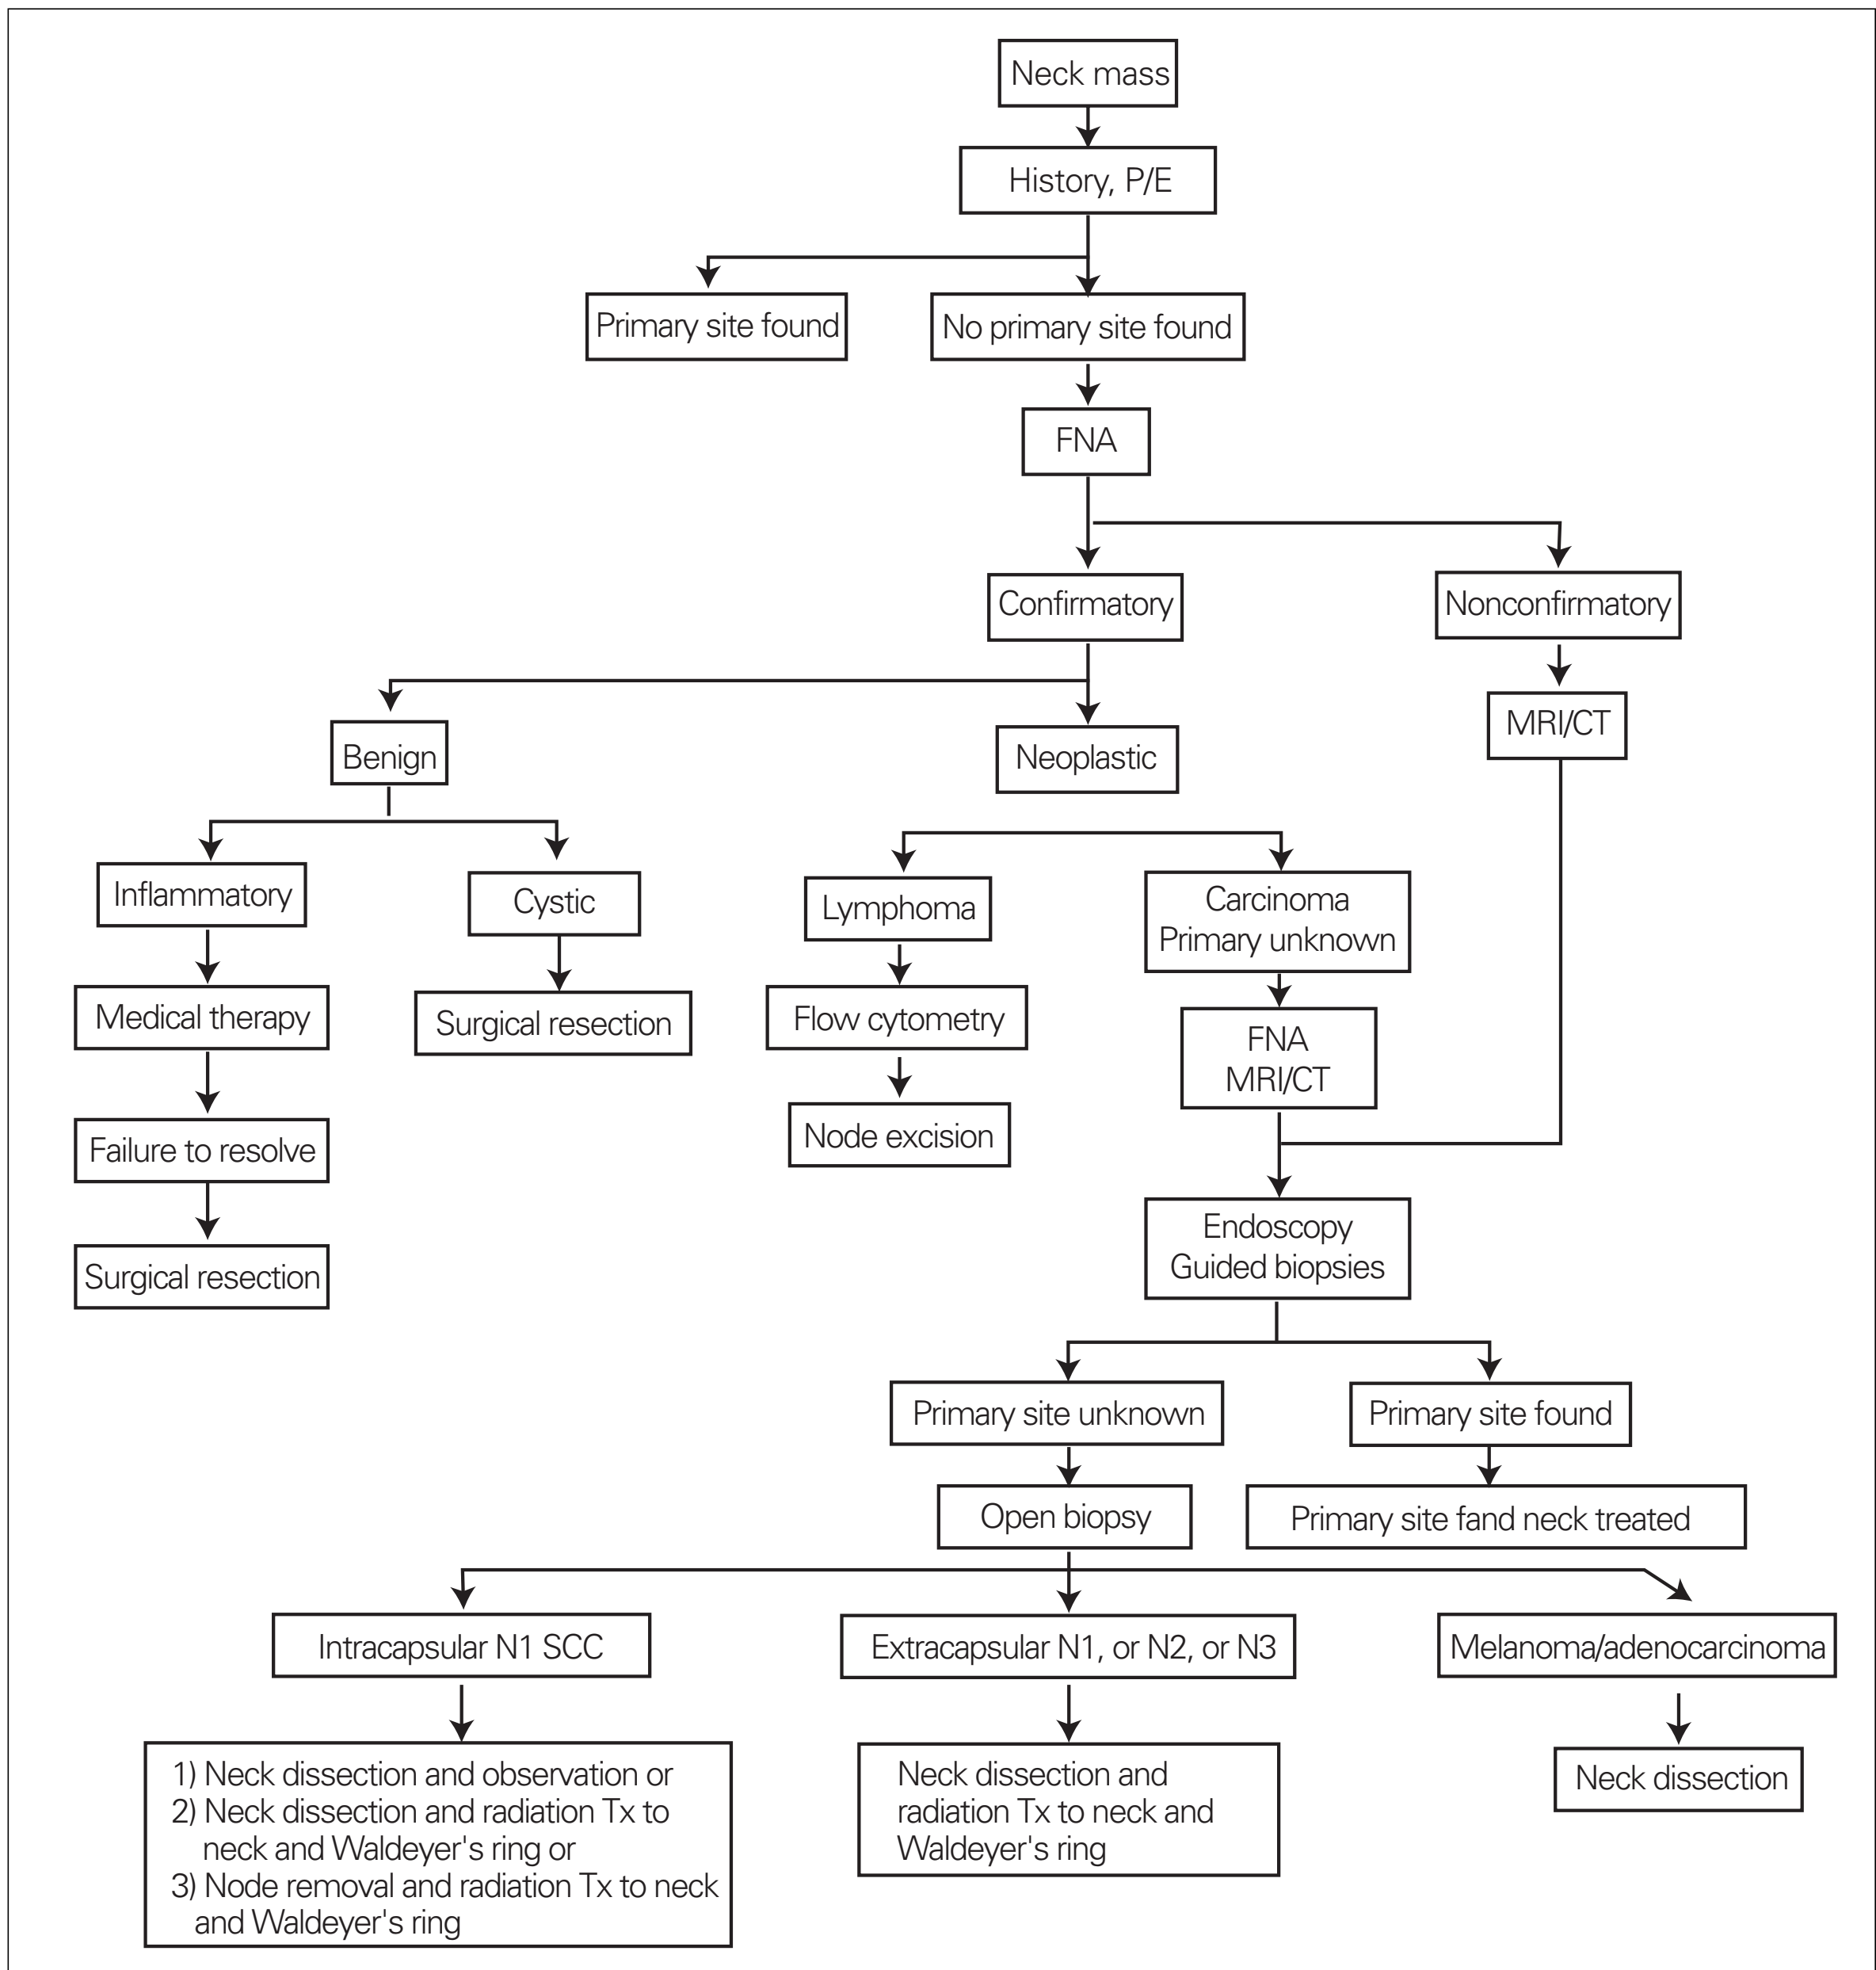 Neck mass
History, P/E
Primary site found
No primary site found
FNA
Confirmatory
Nonconfirmatory
MRI/CT
Benign
Neoplastic
Inflammatory
Cystic
Lymphoma
Carcinoma
Primary unknown
Medical therapy
Surgical resection
Flow cytometry
FNA
MRI/CT
Failure to resolve
Node excision
Surgical resection
Endoscopy
Guided biopsies
Primary site unknown
Primary site found
Open biopsy
Primary site fand neck treated
Intracapsular N1 SCC
Extracapsular N1, or N2, or N3
Melanoma/adenocarcinoma
1) Neck dissection and observation or
2) Neck dissection and radiation Tx to
neck and Waldeyer's ring or
3) Node removal and radiation Tx to neck
and Waldeyer's ring
Neck dissection and
radiation Tx to neck and
Waldeyer's ring
Neck dissection